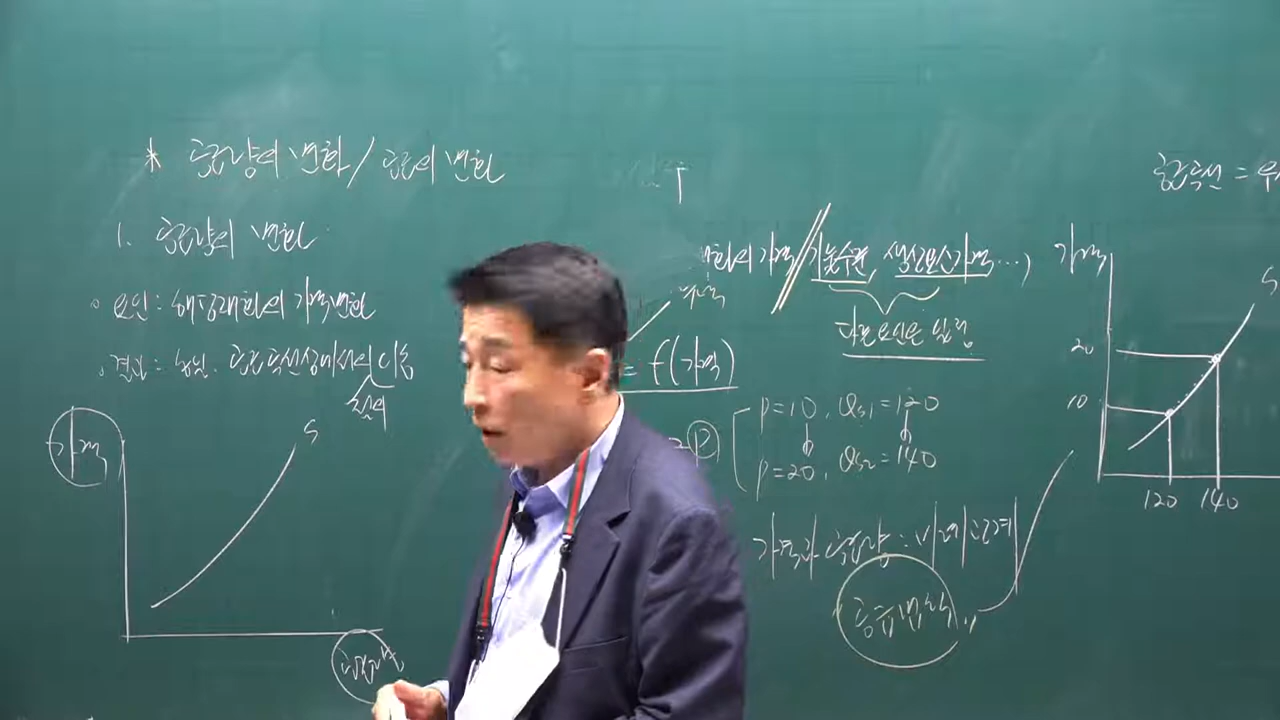 * 공급량의 변화 / 공급의 변화
1. 공급량의 변화
◦ 요인 : 해당재화의 가격변화
◦ 결과 : 동일 공급곡선상에서의 이동
가격
S
공급량
화의 가격 // 기술수준, 생산요소가격 …)
다른 요인은 일정
= f(가격)
P=10, Qs1=120
P=20, Qs2=140
가격과 공급량 : 비례관계
공급법칙
공급곡선 =
가격
S
20
10
120 140